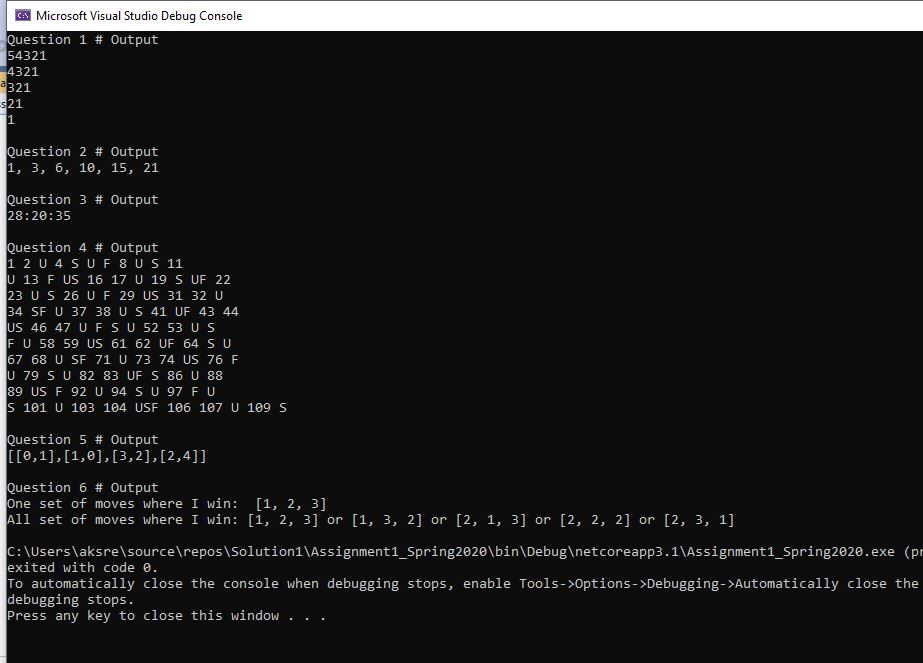 Microsoft Visual Studio Debug Console
Question 1 # Output
54321
4321
321
21
1
Question 2 # Output
1, 3, 6, 10, 15, 21
Question 3 # Output
28:20:35
Question 4 # Output
1 2 U 4 S U F 8 U S 11
U 13 F US 16 17 U 19 S UF 22
23 U S 26 U F 29 US 31 32 U
34 SF U 37 38 U S 41 UF 43 44
US 46 47 U F S U 52 53 U S
F U 58 59 US 61 62 UF 64 S U
67 68 U SF 71 U 73 74 US 76 F
U 79 S U 82 83 UF S 86 U 88
89 US F 92 U 94 S U 97 F U
S 101 U 103 104 USF 106 107 U 109 S
Question 5 # Output
[[0,1],[1,0],[3,2],[2,4]]
Question 6 # Output
One set of moves where I win:  [1, 2, 3]
All set of moves where I win: [1, 2, 3] or [1, 3, 2] or [2, 1, 3] or [2, 2, 2] or [2, 3, 1]
C:\Users\aksre\source\repos\Solution1\Assignment1_Spring2020\bin\Debug\netcoreapp3.1\Assignment1_Spring2020.exe (pr
exited with code 0.
To automatically close the console when debugging stops, enable Tools->Options->Debugging->Automatically close the
debugging stops.
Press any key to close this window . . .